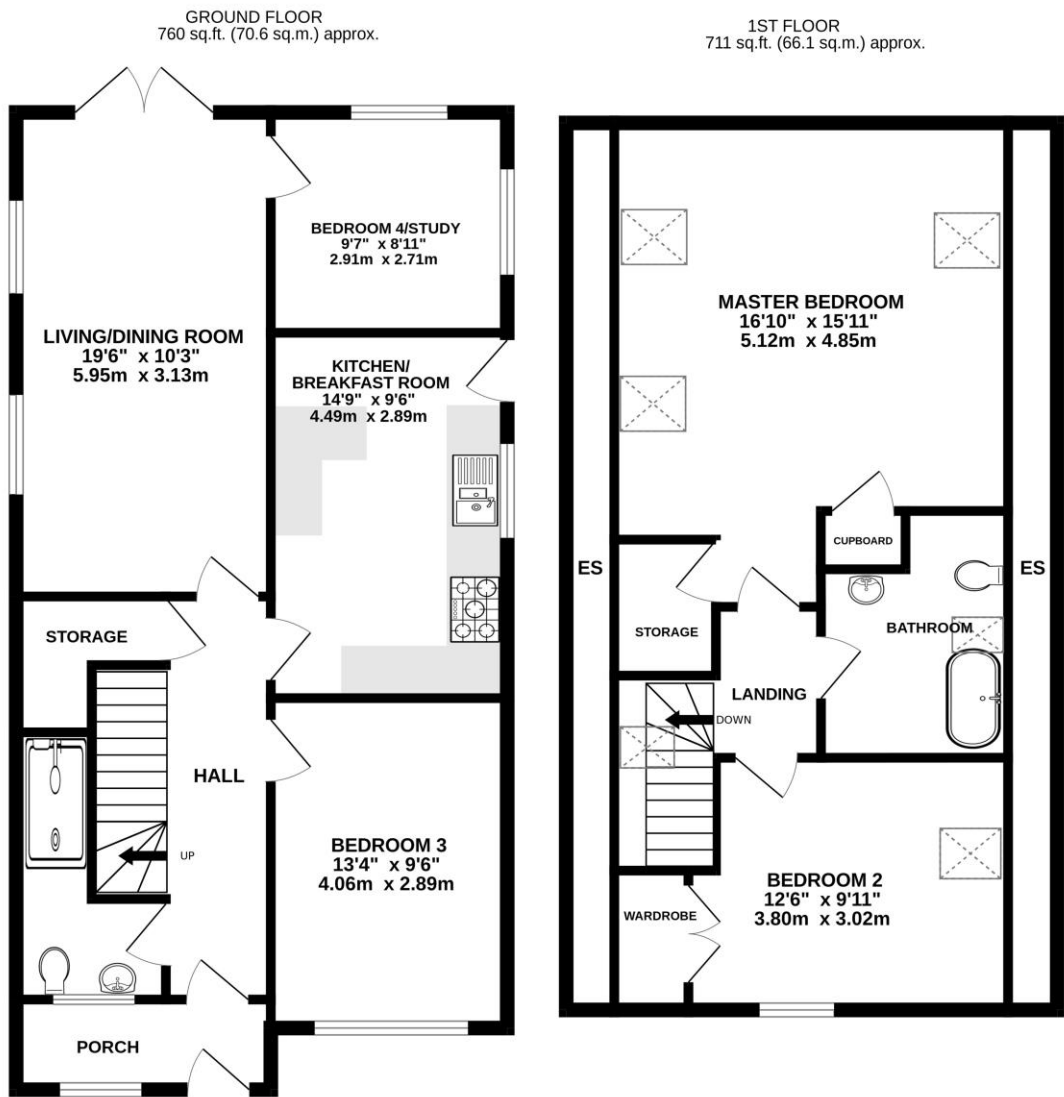 GROUND FLOOR
760 sq.ft. (70.6 sq.m.) approx.
BEDROOM 4/STUDY
9'7" x 8'11"
2.91m x 2.71m
LIVING/DINING ROOM
19'6" x 10'3"
5.95m x 3.13m
KITCHEN/
BREAKFAST ROOM
14'9" x 9'6"
4.49m x 2.89m
STORAGE
HALL
UP
BEDROOM 3
13'4" x 9'6"
4.06m x 2.89m
PORCH
1ST FLOOR
711 sq.ft. (66.1 sq.m.) approx.
MASTER BEDROOM
16'10" x 15'11"
5.12m x 4.85m
CUPBOARD
ES
ES
STORAGE
BATHROOM
LANDING
DOWN
BEDROOM 2
12'6" x 9'11"
3.80m x 3.02m
WARDROBE